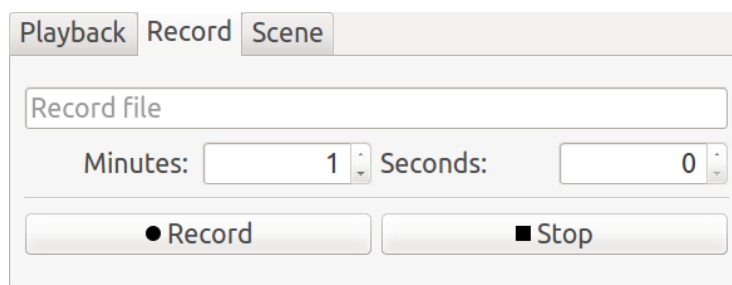 Playback Record Scene
Record file
Minutes: 1 Seconds: 0
Record Stop